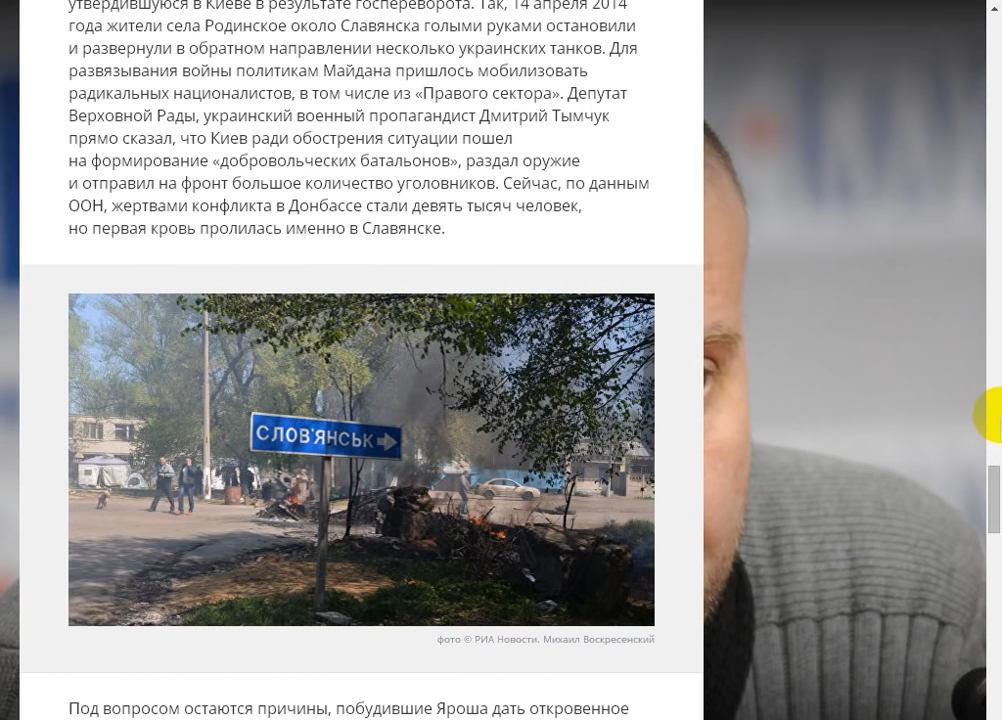 утвердившуюся в Киеве в результате госпереворота. Так, 14 апреля 2014
года жители села Родинское около Славянска голыми руками остановили
и развернули в обратном направлении несколько украинских танков. Для
развязывания войны политикам Майдана пришлось мобилизовать
радикальных националистов, в том числе из «Правого сектора». Депутат
Верховной Рады, украинский военный пропагандист Дмитрий Тымчук
прямо сказал, что Киев ради обострения ситуации пошел
на формирование «добровольческих батальонов», раздал оружие
и отправил на фронт большое количество уголовников. Сейчас, по данным
ООН, жертвами конфликта в Донбассе стали девять тысяч человек,
но первая кровь пролилась именно в Славянске.
СЛОВ'ЯНСЬК
фото © РИА Новости. Михаил Воскресенский
Под вопросом остаются причины, побудившие Яроша дать откровенное